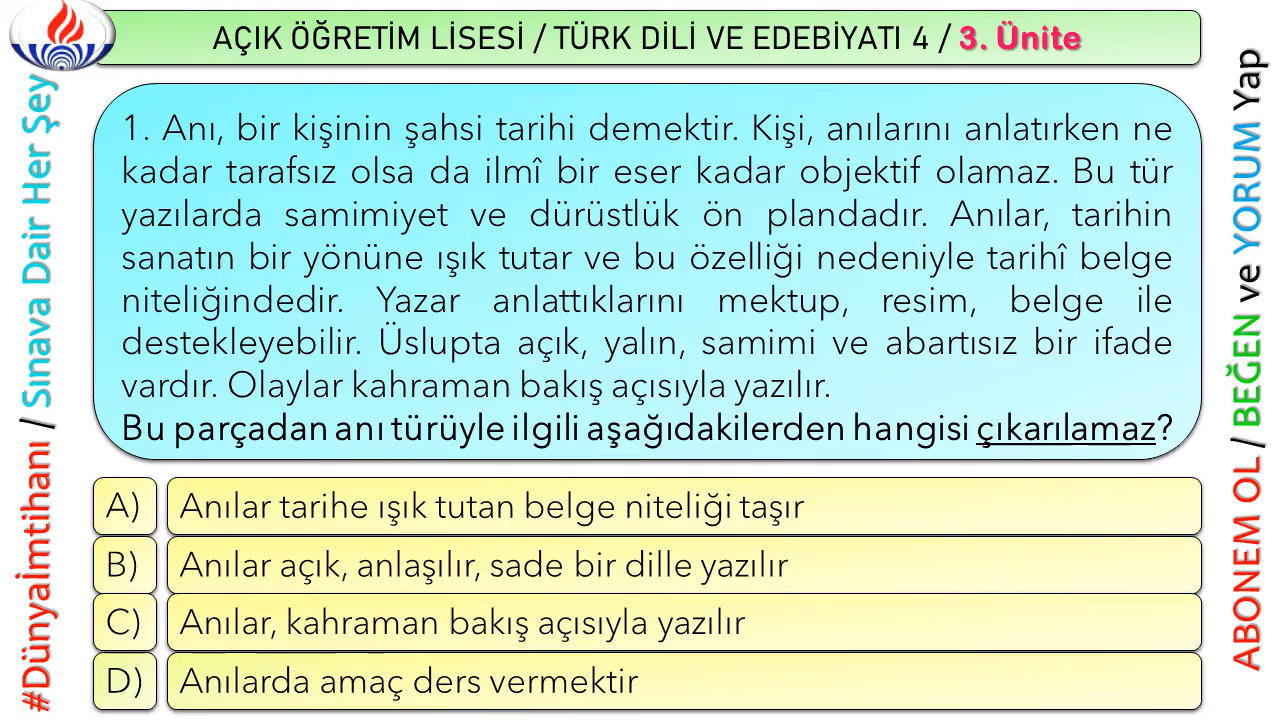 AÇIK ÖĞRETİM LİSESİ / TÜRK DİLİ VE EDEBİYATI 4 / 3. Ünite
#Dünyaİmtihanı / Sınava Dair Her Şey
1. Anı, bir kişinin şahsi tarihi demektir. Kişi, anılarını anlatırken ne
kadar tarafsız olsa da ilmî bir eser kadar objektif olamaz. Bu tür
yazılarda samimiyet ve dürüstlük ön plandadır. Anılar, tarihin
sanatın bir yönüne ışık tutar ve bu özelliği nedeniyle tarihî belge
niteliğindedir. Yazar anlattıklarını mektup, resim, belge ile
destekleyebilir. Üslupta açık, yalın, samimi ve abartısız bir ifade
vardır. Olaylar kahraman bakış açısıyla yazılır.
Bu parçadan anı türüyle ilgili aşağıdakilerden hangisi çıkarılamaz?
A) Anılar tarihe ışık tutan belge niteliği taşır
B) Anılar açık, anlaşılır, sade bir dille yazılır
C) Anılar, kahraman bakış açısıyla yazılır
D) Anılarda amaç ders vermektir
ABONEM OL / BEĞEN ve YORUM Yap